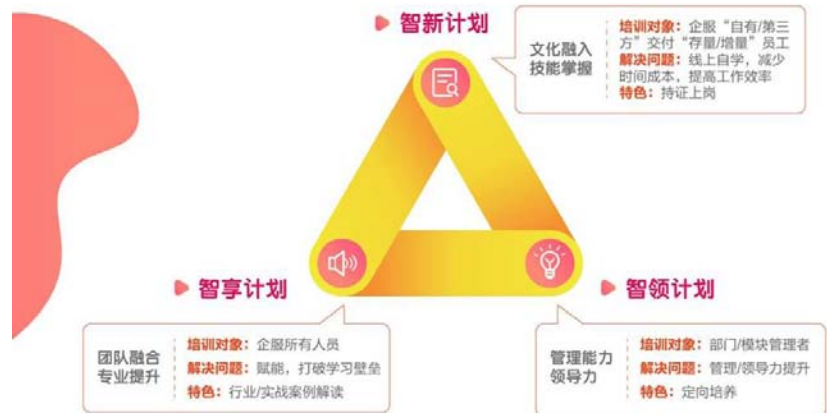 智新计划
文化融入
技能掌握
培训对象：企服“自有/第三
方”交付“存量/增量”员工
解决问题：线上自学，减少
时间成本，提高工作效率
特色：持证上岗
智享计划
团队融合
专业提升
培训对象：企服所有人员
解决问题：赋能，打破学习壁垒
特色：行业/实战案例解读
智领计划
管理能力
领导力
培训对象：部门/模块管理者
解决问题：管理/领导力提升
特色：定向培养